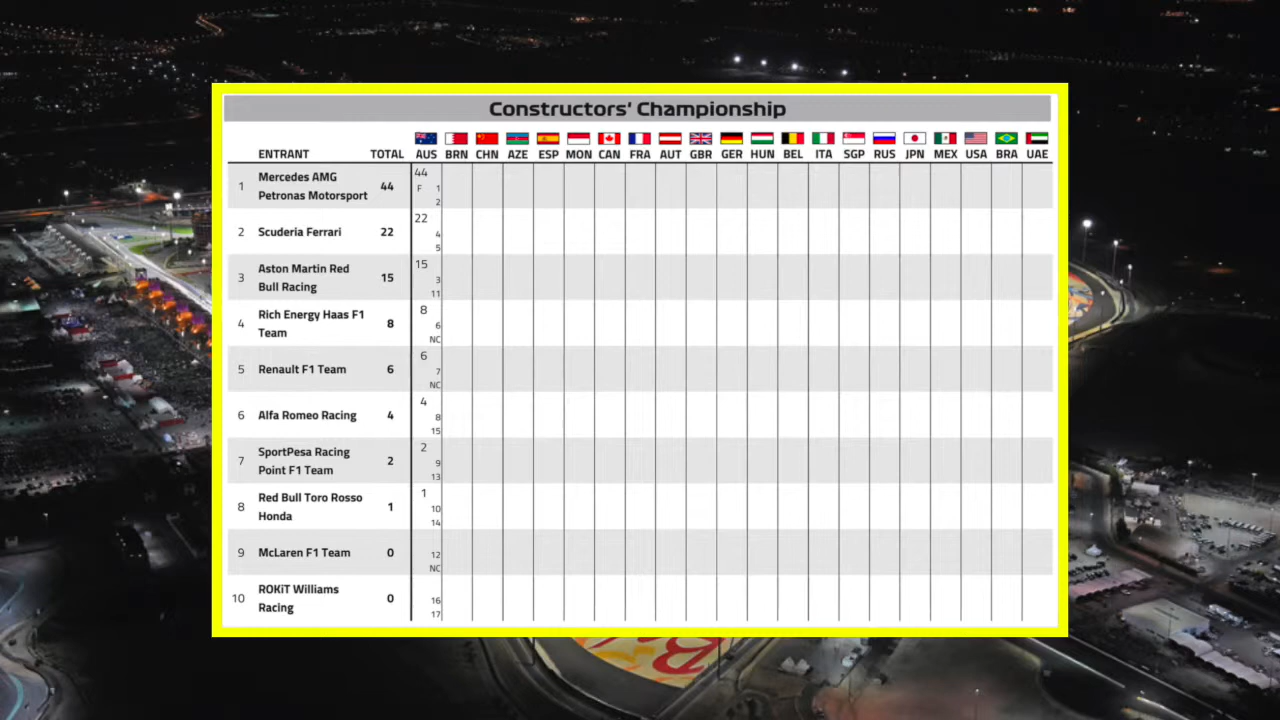 Constructors' Championship
ENTRANT TOTAL AUS BRN CHN AZE ESP MON CAN FRA AUT GBR GER HUN BEL ITA SGP RUS JPN MEX USA BRA UAE
44
Mercedes AMG
1 44 F 1
Petronas Motorsport
2
22
2 Scuderia Ferrari 22
4
5
15
Aston Martin Red
3 15 3
Bull Racing
11
8
Rich Energy Haas F1
4 8 6
Team
NC
6
5 Renault F1 Team 6
7
NC
4
6 Alfa Romeo Racing 4
8
15
2
SportPesa Racing
7 2 9
Point F1 Team
13
1
Red Bull Toro Rosso
8 1 10
Honda
14
9 McLaren F1 Team 0 12
NC
ROKiT Williams
10 0 16
Racing
17